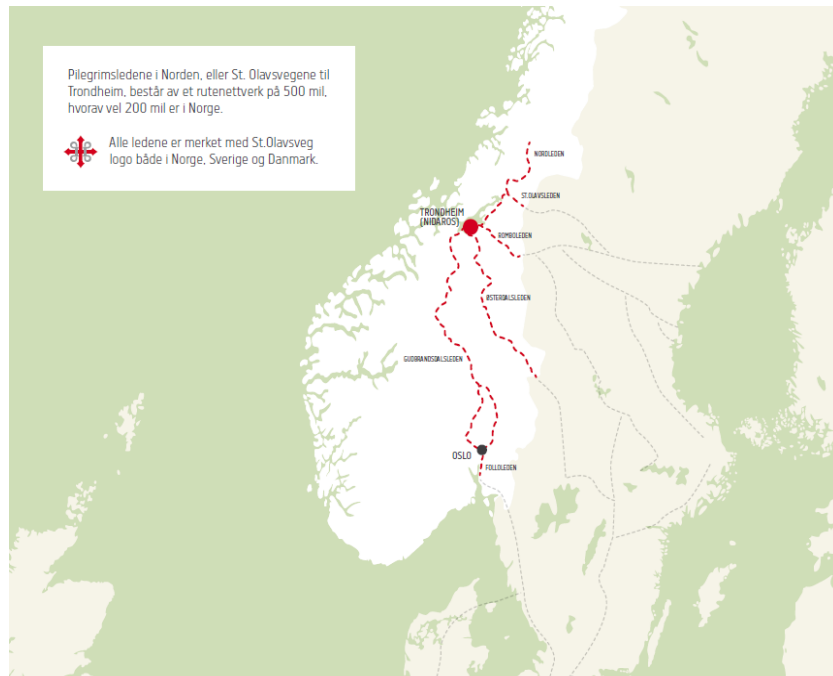 Pilegrimsledene i Norden, eller St. Olavsvegene til
Trondheim, består av et rutenettverk på 500 mil,
hvorav vel 200 mil er i Norge.
Alle ledene er merket med St.Olavsveg
logo både i Norge, Sverige og Danmark.
NORDLEDEN
ST.OLAVSLEDEN
TRONDHEIM
(NIDAROS)
ROMBOLEDEN
ØSTERDALSLEDEN
GUDBRANDSDALSLEDEN
OSLO
FOLLOLEDEN